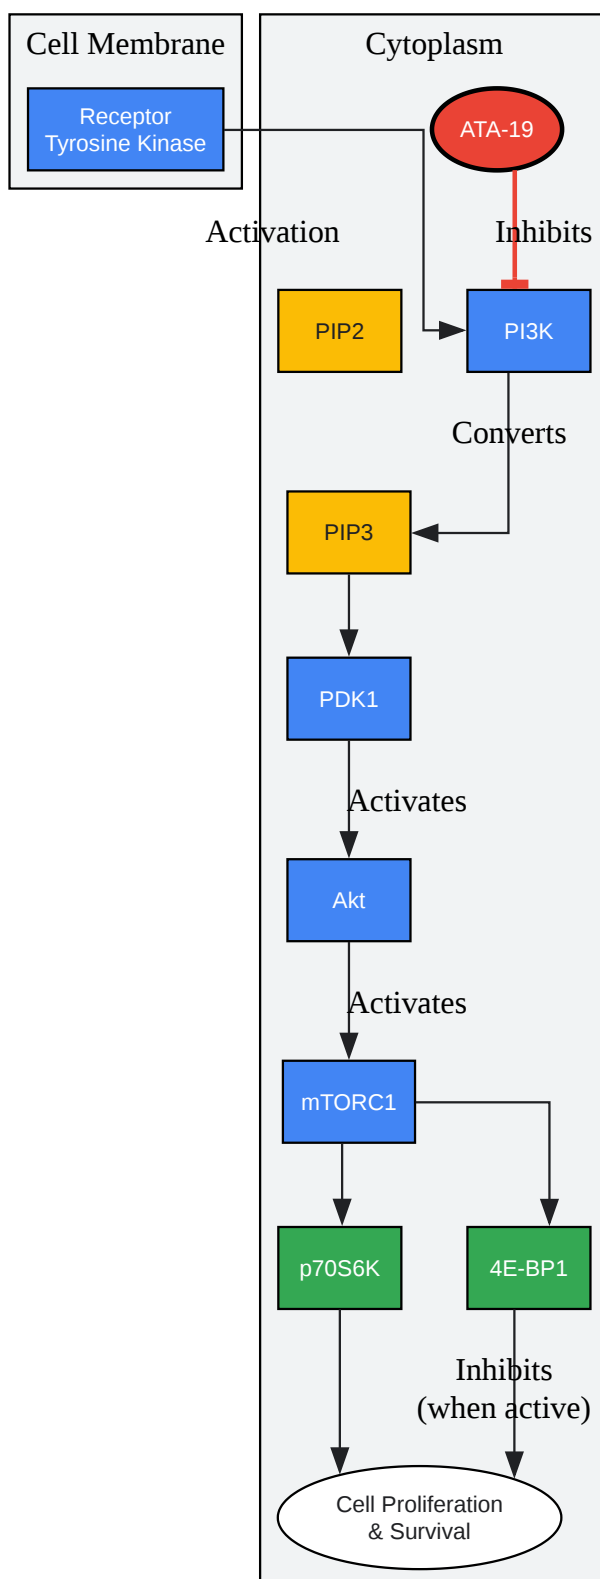 Cell Membrane
Cytoplasm
Receptor
Tyrosine Kinase
ATA-19
Activation
Inhibits
PIP2
PI3K
Converts
PIP3
PDK1
Activates
Akt
Activates
mTORC1
p70S6K
4E-BP1
Inhibits
(when active)
Cell Proliferation
& Survival